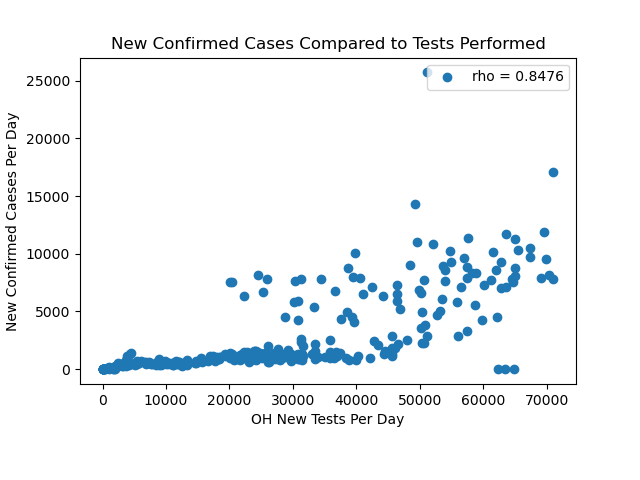 New Confirmed Cases Compared to Tests Performed
rho = 0.8476
New Confirmed Caeses Per Day
25000
20000
15000
10000
5000
0
0 10000 20000 30000 40000 50000 60000 70000
OH New Tests Per Day